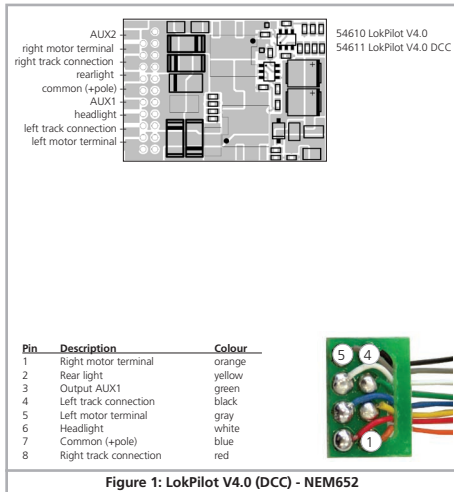 AUX2
right motor terminal
right track connection
rearlight
common (+pole)
AUX1
headlight
left track connection
left motor terminal
54610 LokPilot V4.0
54611 LokPilot V4.0 DCC
+
+
Pin Description Colour
1 Right motor terminal orange
2 Rear light yellow
3 Output AUX1 green
4 Left track connection black
5 Left motor terminal gray
6 Headlight white
7 Common (+pole) blue
8 Right track connection red
5 4
1
Figure 1: LokPilot V4.0 (DCC) - NEM652